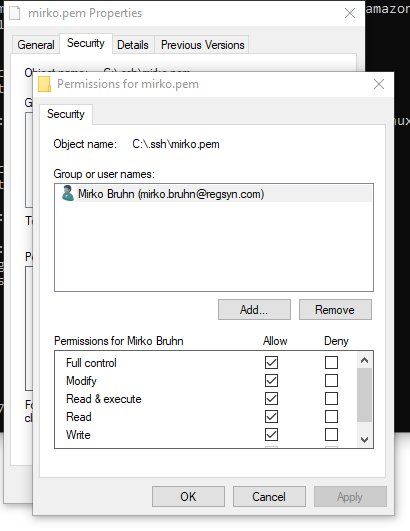 mirko.pem Properties
amazon
General Security Details Previous Versions
Object name: C:\.ssh\mirko.pem
Permissions for mirko.pem
Security
Object name: C:\.ssh\mirko.pem
Group or user names:
Mirko Bruhn (mirko.bruhn@regsyn.com)
Add... Remove
Permissions for Mirko Bruhn Allow Deny
Full control
Modify
Read & execute
Read
Write
OK Cancel Apply